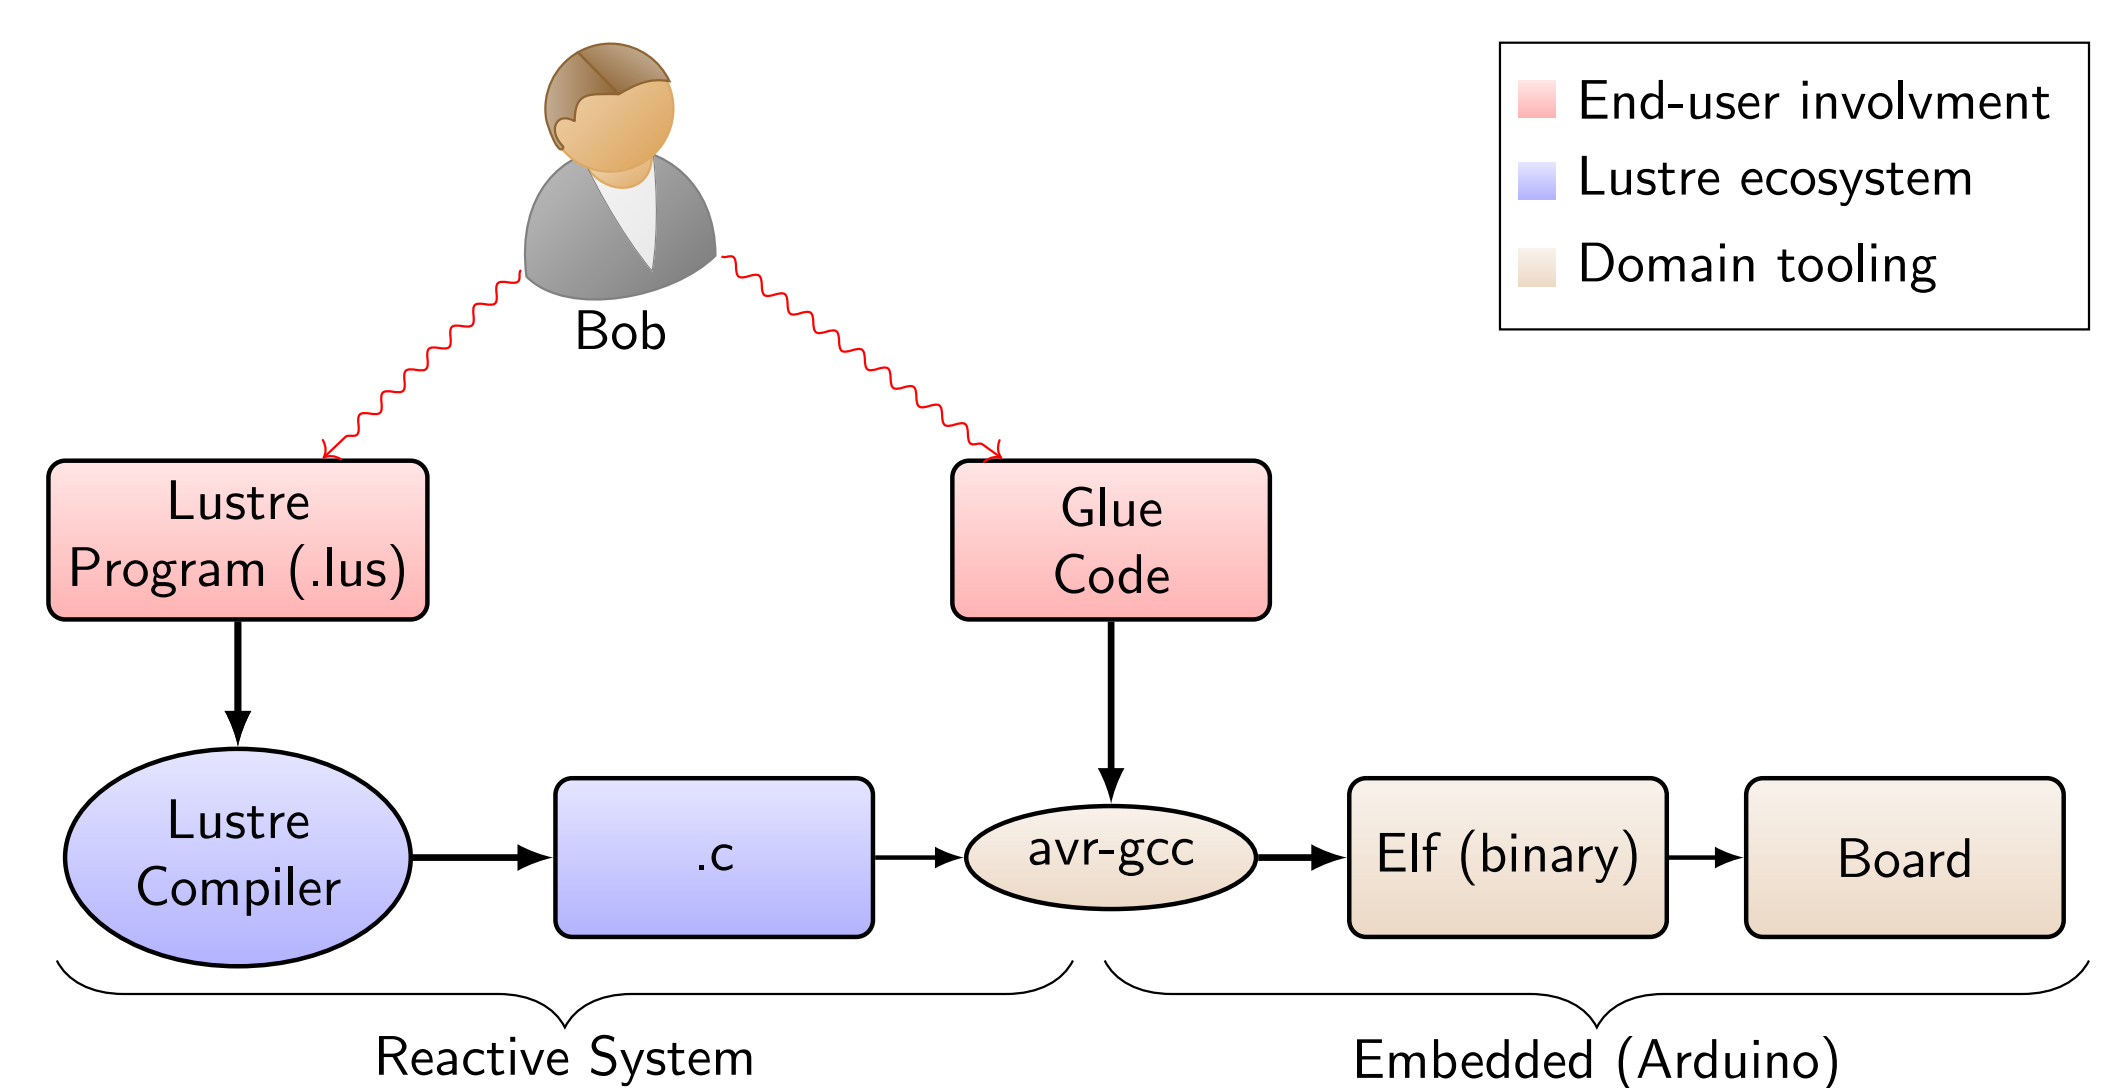 End-user involvment
Lustre ecosystem
Domain tooling
Bob
Lustre
Program (.lus)
Glue
Code
Lustre
Compiler
.c
avr-gcc
Elf (binary)
Board
Reactive System
Embedded (Arduino)